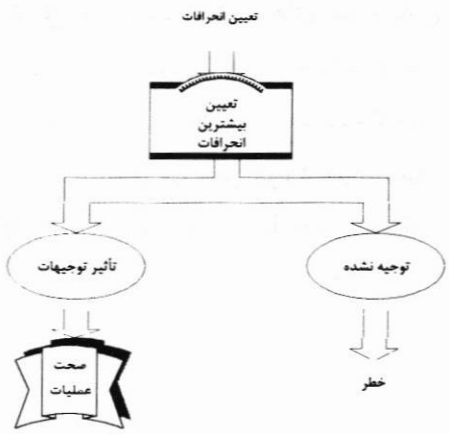 تعیین انحرافات
تعیین
بیشترین
انحرافات
توجیه نشده
تأثیر توجیهات
خطر
صحت
عملیات